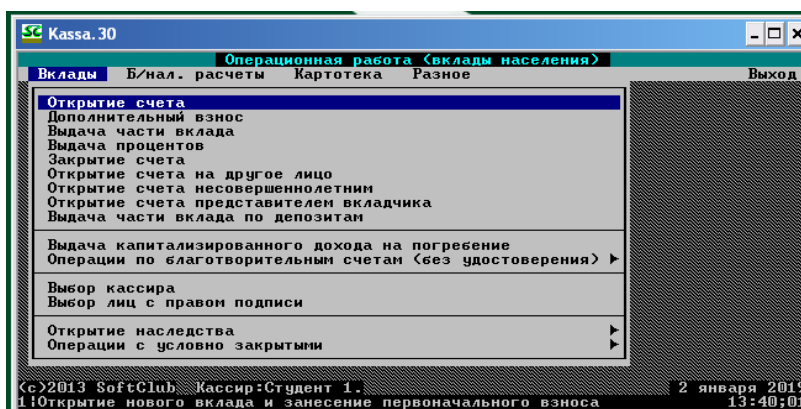 Kassa.30
Операционная работа (вклады населения)
Вклады Б/нал. расчеты Картотека Разное Выход
Открытие счета
Дополнительный взнос
Выдача части вклада
Выдача процентов
Закрытие счета
Открытие счета на другое лицо
Открытие счета несовершеннолетним
Открытие счета представителем вкладчика
Выдача части вклада по депозитам
Выдача капитализированного дохода на погребение
Операции по благотворительным счетам (без удостоверения)
Выбор кассира
Выбор лиц с правом подписи
Открытие наследства
Операции с условно закрытыми
(c)2013 SoftClub Кассир:Студент 1. 2 января 2019
1!Открытие нового вклада и занесение первоначального взноса 13:40;01